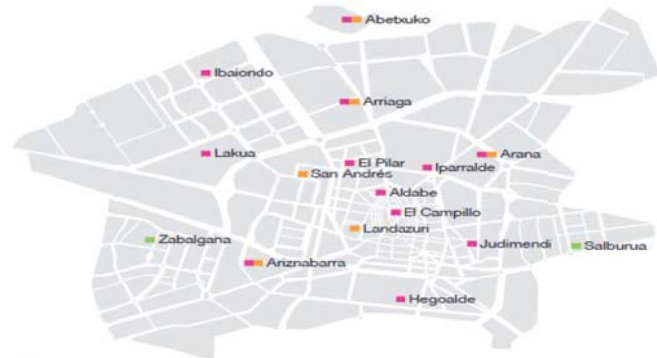 Abetxuko
Ibaiondo
Arriaga
Lakua
El Pilar
Arana
Iparralde
San Andrés
Aldabe
El Campillo
Landazuri
Zabalgana
Judimendi
Salburua
Ariznabarra
Hegoalde